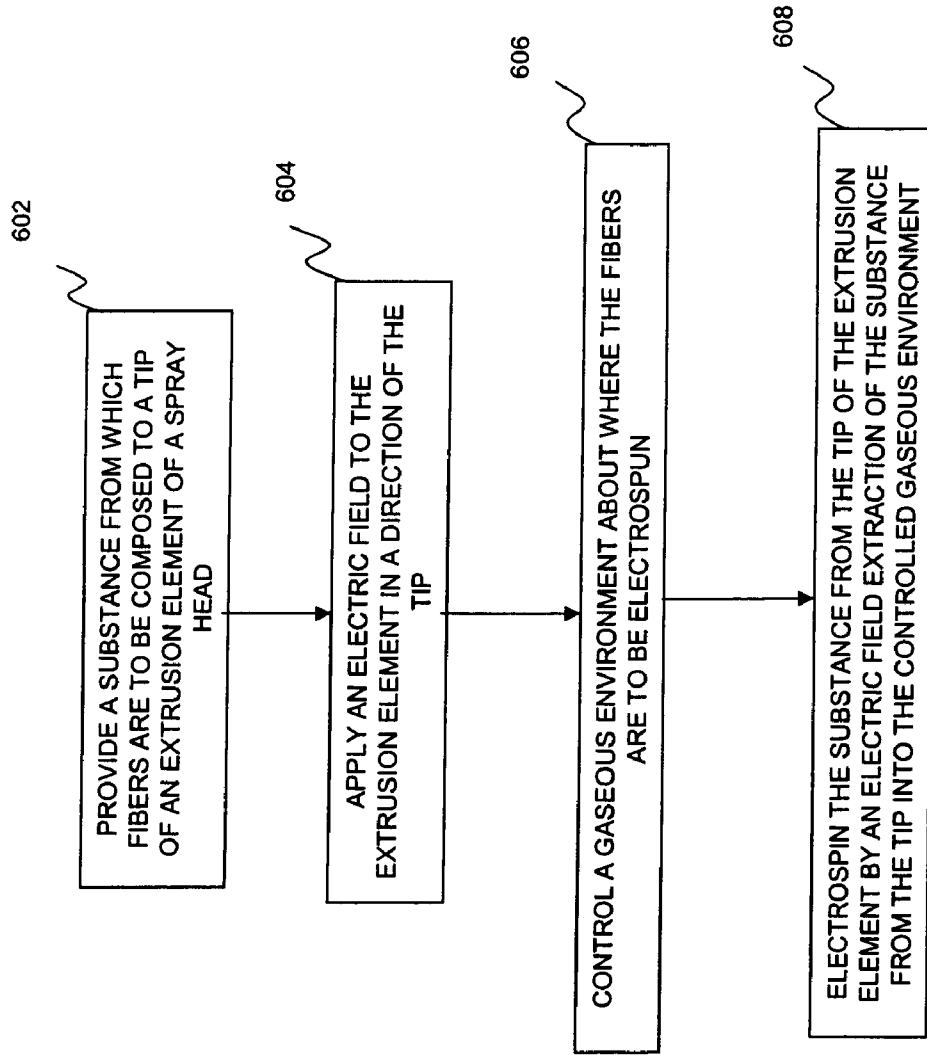 602
PROVIDE A SUBSTANCE FROM WHICH
FIBERS ARE TO BE COMPOSED TO A TIP
OF AN EXTRUSION ELEMENT OF A SPRAY
HEAD
604
APPLY AN ELECTRIC FIELD TO THE
EXTRUSION ELEMENT IN A DIRECTION OF THE
TIP
606
CONTROL A GASEOUS ENVIRONMENT ABOUT WHERE THE FIBERS
ARE TO BE ELECTROSPUN
608
ELECTROSPIN THE SUBSTANCE FROM THE TIP OF THE EXTRUSION
ELEMENT BY AN ELECTRIC FIELD EXTRACTION OF THE SUBSTANCE
FROM THE TIP INTO THE CONTROLLED GASEOUS ENVIRONMENT